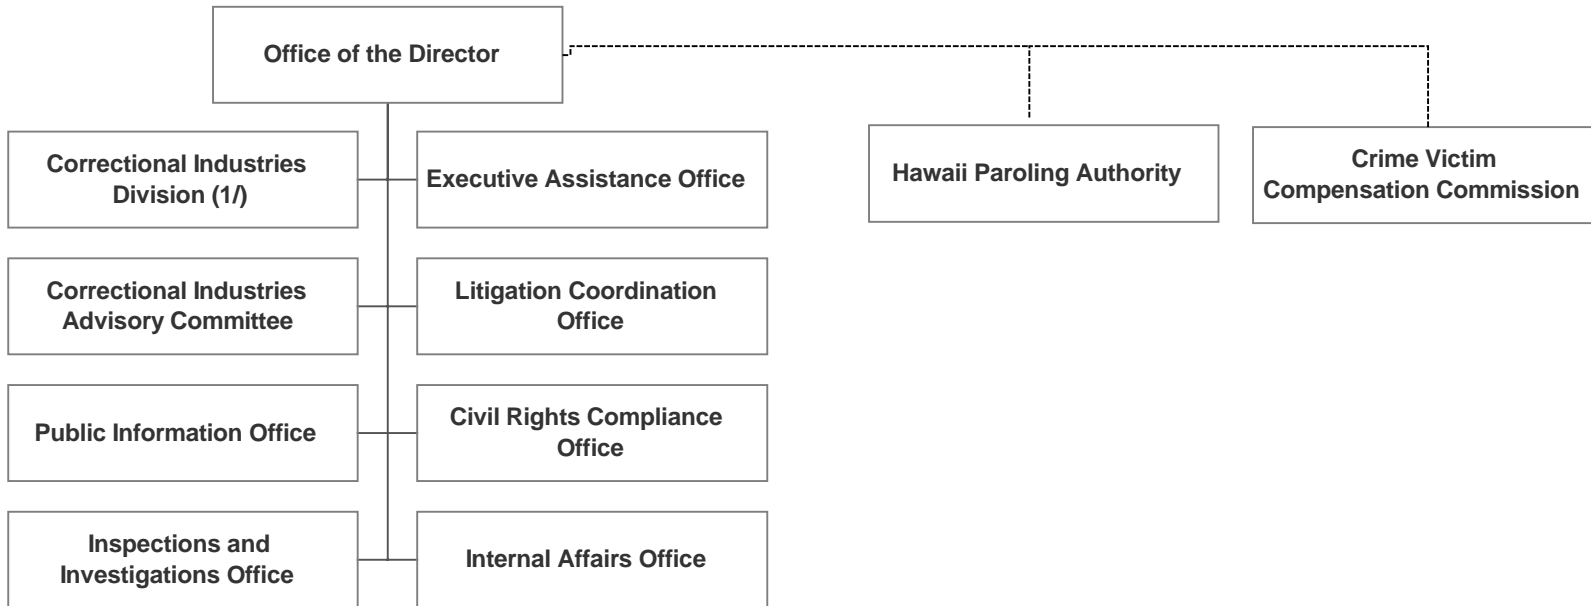 Office of the Director
Correctional Industries
Division (1/)
Executive Assistance Office
Hawaii Paroling Authority
Crime Victim
Compensation Commission
Correctional Industries
Advisory Committee
Litigation Coordination
Office
Public Information Office
Civil Rights Compliance
Office
Inspections and
Investigations Office
Internal Affairs Office